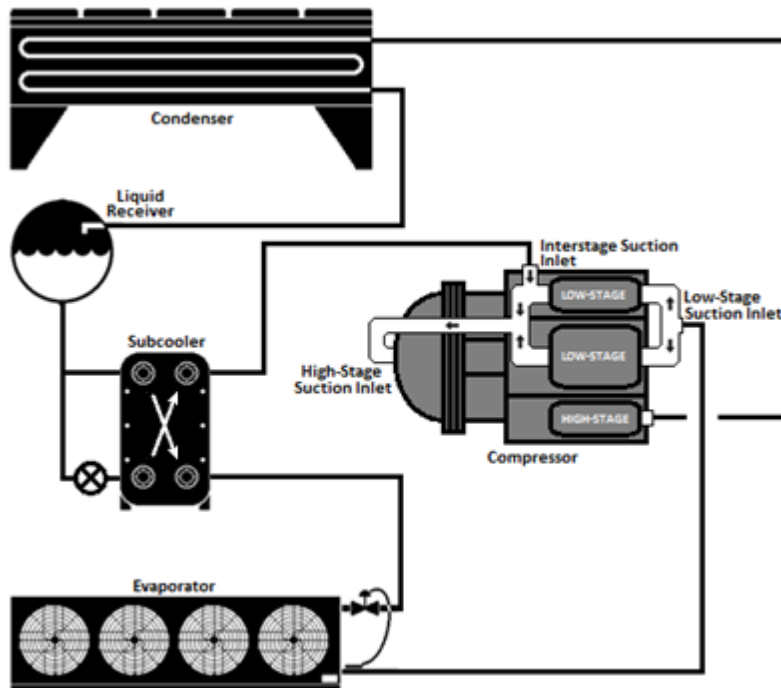 Condenser
Liquid
Receiver
Interstage Suction
Inlet
LOW-STAGE
Low-Stage
Suction Inlet
Subcooler
LOW-STAGE
High-Stage
Suction Inlet
HIGH-STAGE
Compressor
Evaporator